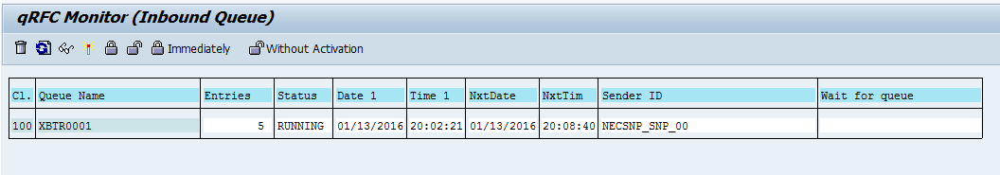 qRFC Monitor (Inbound Queue)
Immediately Without Activation
Cl. Queue Name Entries Status Date 1 Time 1 NxtDate NxtTim Sender ID Wait for queue
100 XBTR0001 5 RUNNING 01/13/2016 20:02:21 01/13/2016 20:08:40 NECSNP_SNP_00